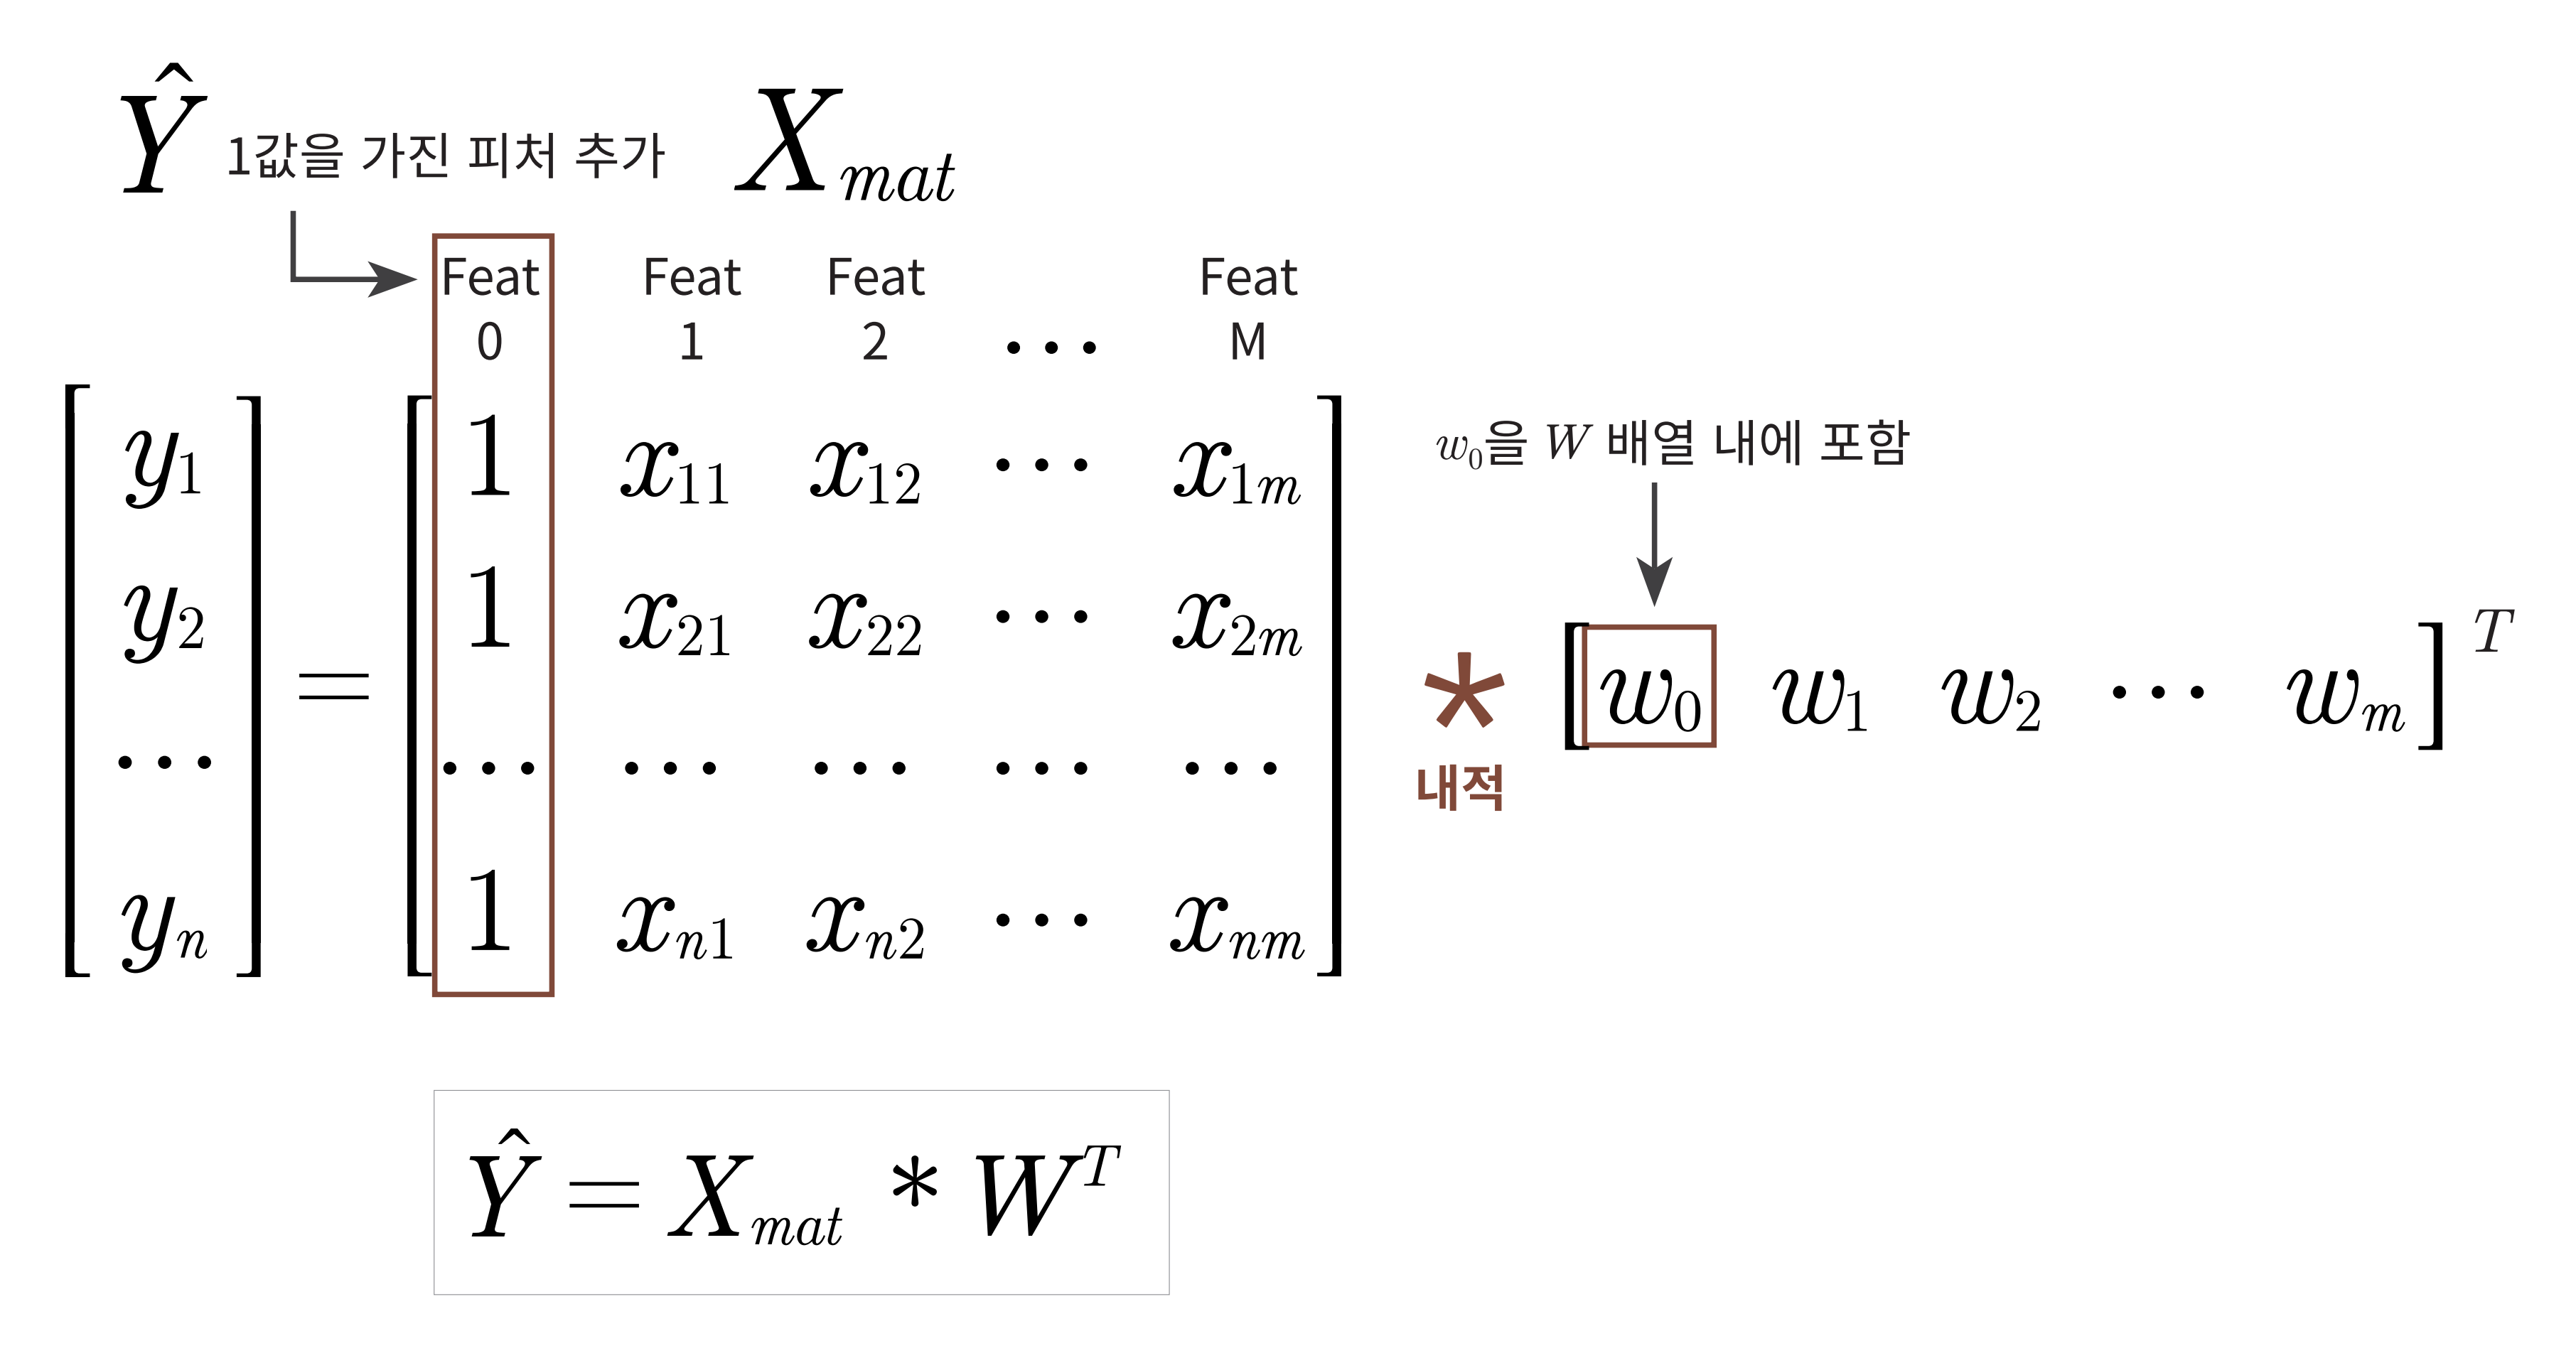 Ŷ 1값을 가진 피처 추가 X_mat
Feat 0 Feat 1 Feat 2 ⋯ Feat M
w₀을 W 배열 내에 포함
y₁ = 1 x₁₁ x₁₂ ⋯ x₁ₘ
y₂ 1 x₂₁ x₂₂ ⋯ x₂ₘ * [w₀ w₁ w₂ ⋯ wₘ]ᵀ
⋯ ⋯ ⋯ ⋯ ⋯ ⋯ 내적
yₙ 1 xₙ₁ xₙ₂ ⋯ xₙₘ
Ŷ = X_mat * Wᵀ